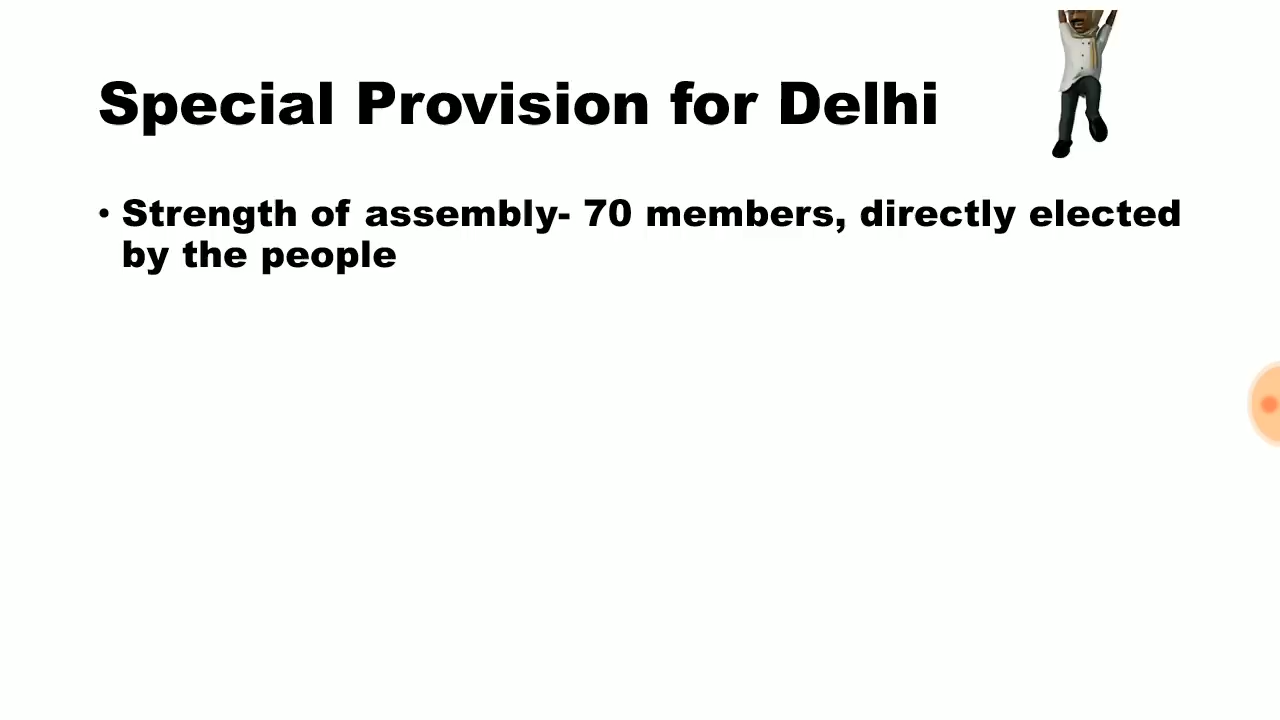 Special Provision for Delhi
• Strength of assembly- 70 members, directly elected
by the people